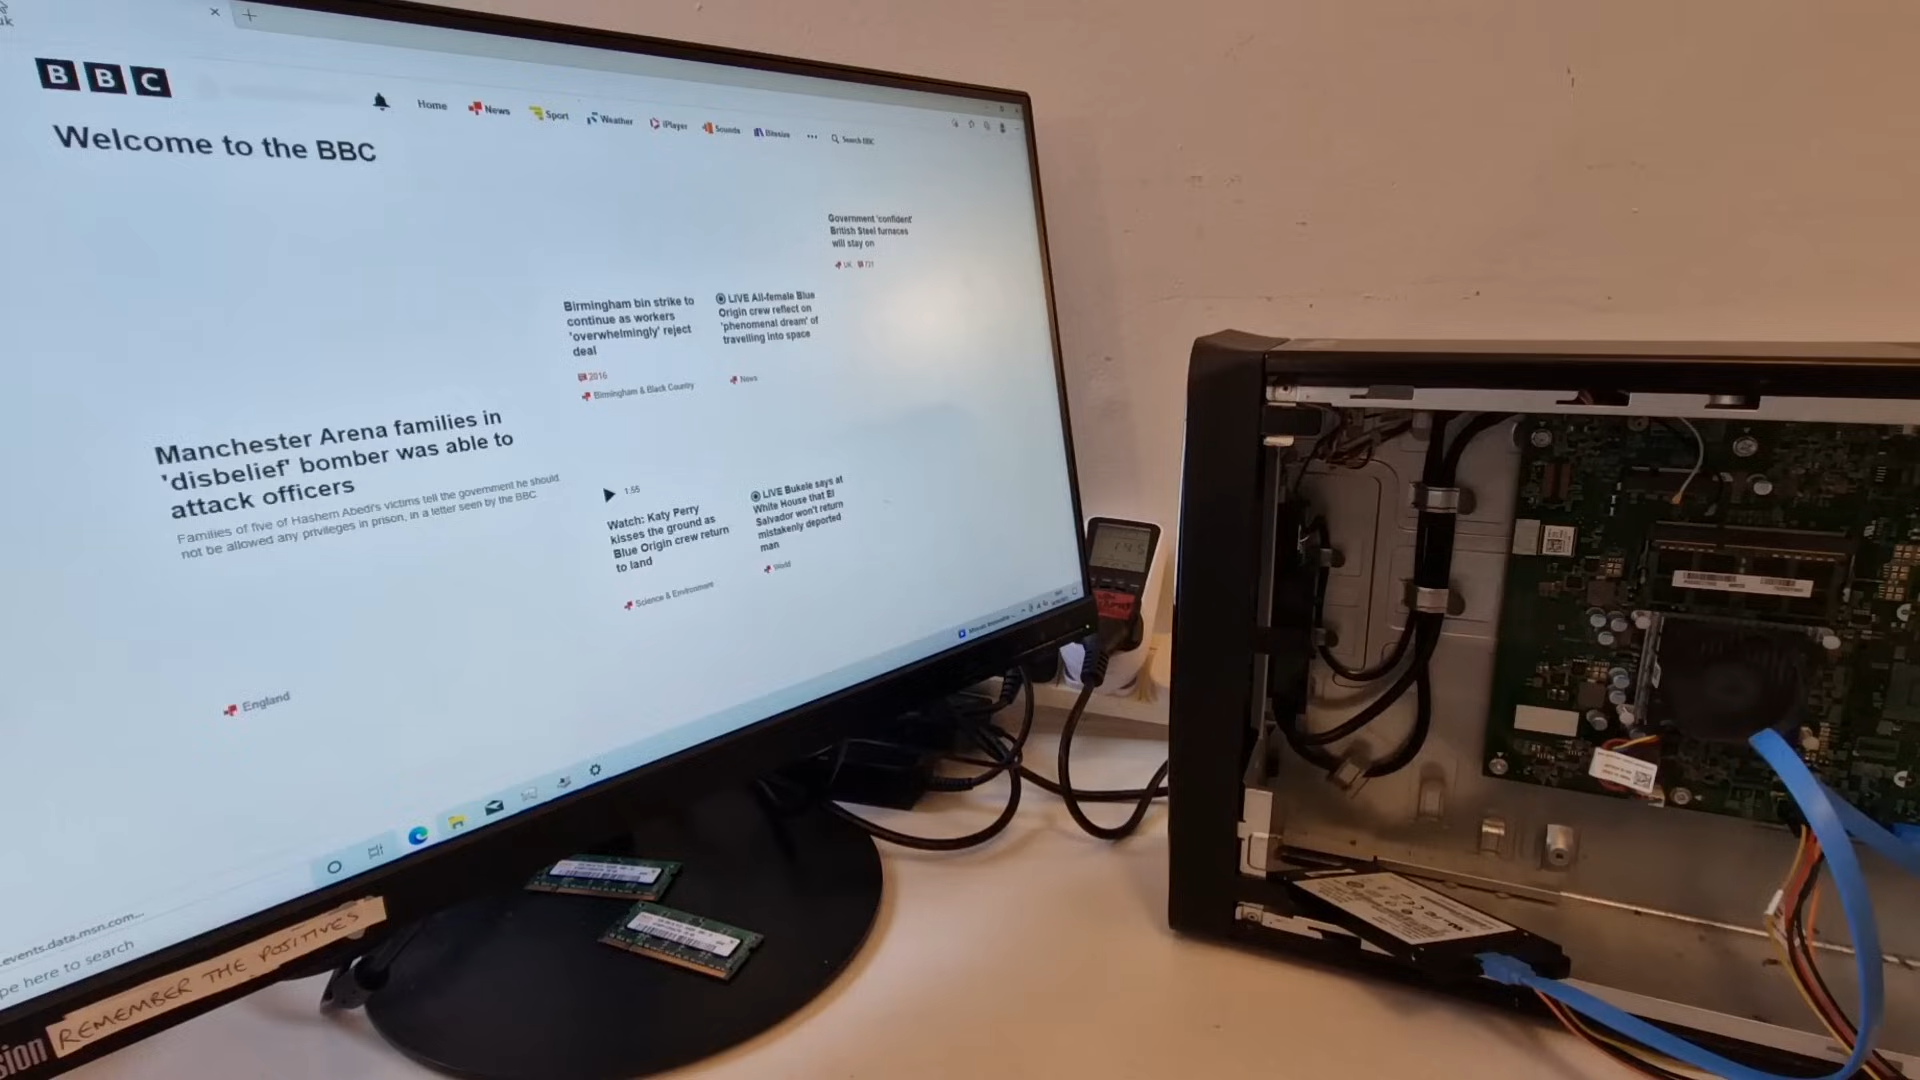 BBC
Home
News
Sport
Weather
iPlayer
Sounds
Bitesize
Search BBC
Welcome to the BBC
Government 'confident'
British Steel furnaces
will stay on
UK
721
Birmingham bin strike to
continue as workers
'overwhelmingly' reject
deal
2016
Birmingham & Black Country
LIVE All-female Blue
Origin crew reflect on
'phenomenal dream' of
travelling into space
News
Manchester Arena families in
'disbelief' bomber was able to
attack officers
Families of five of Hashem Abedi's victims tell the government he should
not be allowed any privileges in prison, in a letter seen by the BBC
England
1:55
Watch: Katy Perry
kisses the ground as
Blue Origin crew return
to land
Science & Environment
LIVE Bukele says at
White House that El
Salvador won't return
mistakenly deported
man
World
.events.data.msn.com...
pe here to search
REMEMBER THE POSITIVES
sion